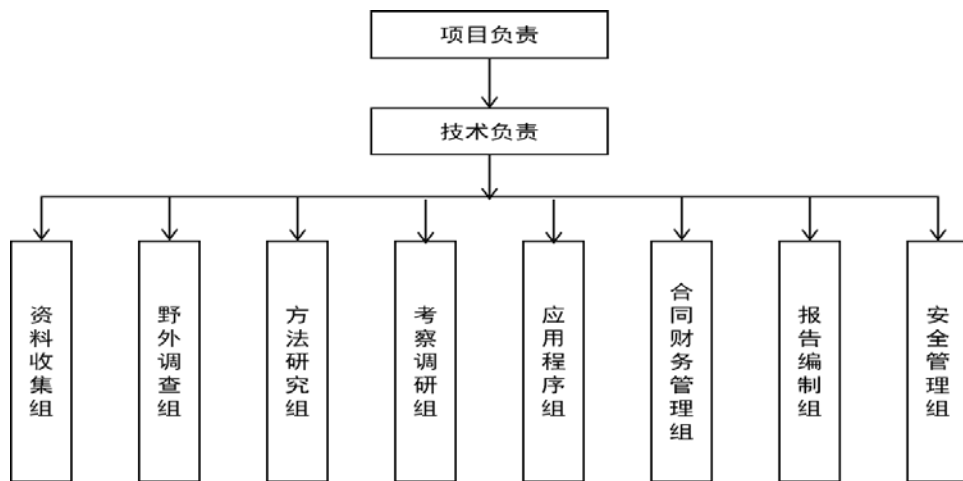 项目负责
技术负责
资料收集组
野外调查组
方法研究组
考察调研组
应用程序组
合同财务管理组
报告编制组
安全管理组